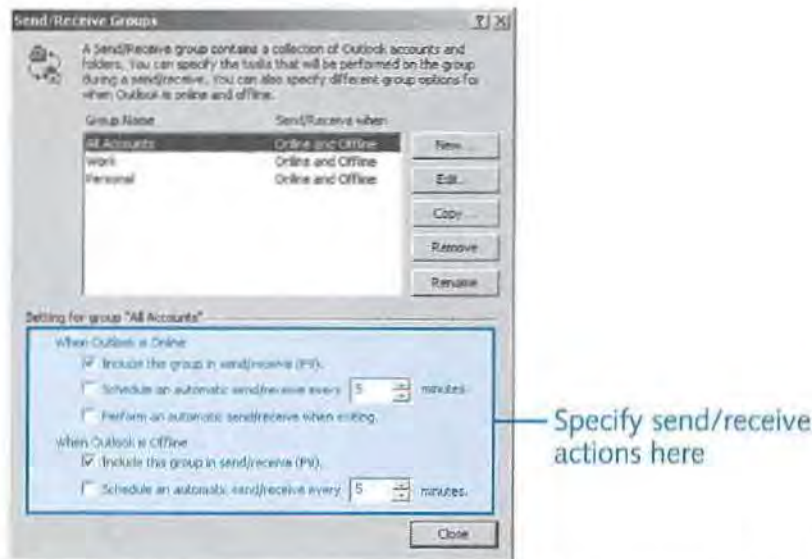 Send/Receive Groups
A Send/Receive group contains a collection of Outlook accounts and
folders. You can specify the tasks that will be performed on the group
during a send/receive. You can also specify different group options for
when Outlook is online and offline.
Group Name Send/Receive when
All Accounts Online and Offline
Work Online and Offline
Personal Online and Offline
New...
Edit...
Copy...
Remove
Rename
Setting for group "All Accounts"
When Outlook is Online
Include this group in send/receive (F9).
Schedule an automatic send/receive every 5 minutes.
Perform an automatic send/receive when exiting.
When Outlook is Offline
Include this group in send/receive (F9).
Schedule an automatic send/receive every 5 minutes.
Close
Specify send/receive
actions here